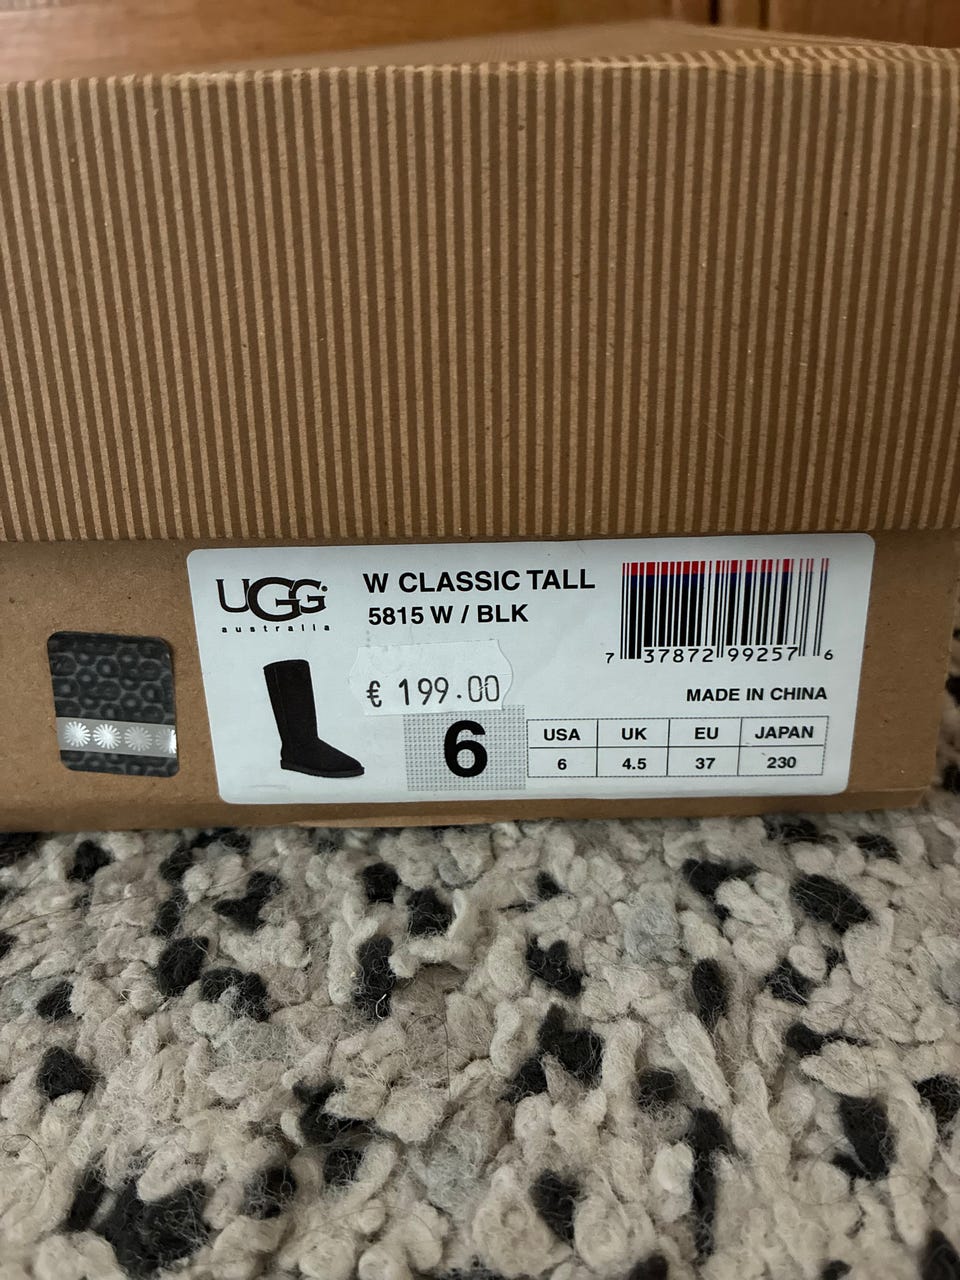 UGG®
australia
W CLASSIC TALL
5815 W / BLK
€ 199.00
6
7 37872 99257 6
MADE IN CHINA
USA UK EU JAPAN
6 4.5 37 230